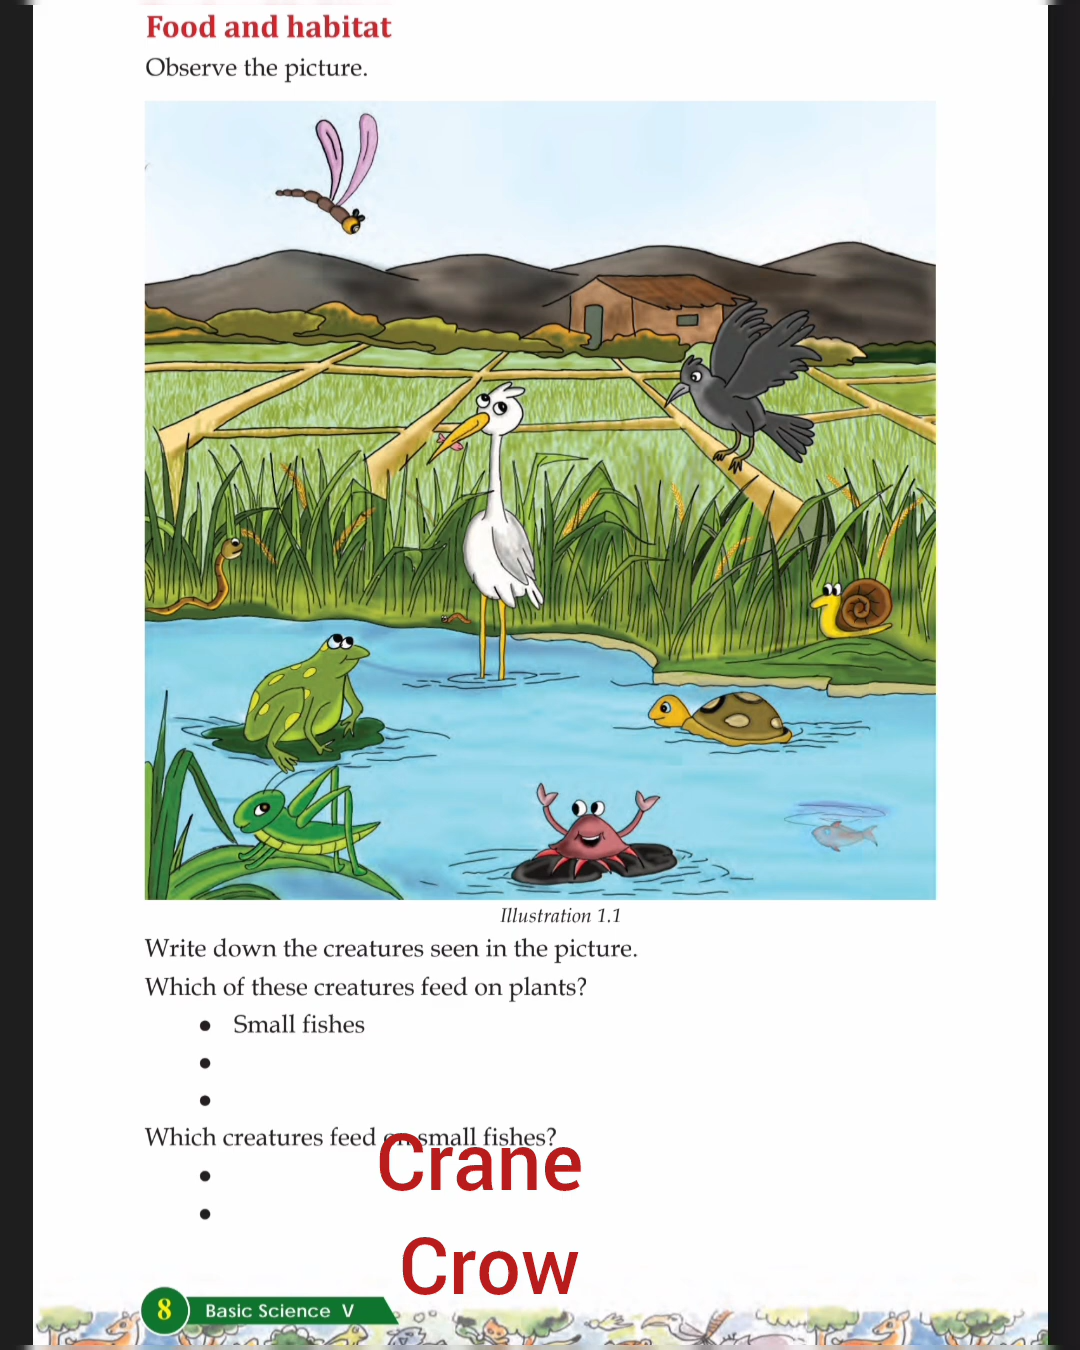 Food and habitat
Observe the picture.
Illustration 1.1
Write down the creatures seen in the picture.
Which of these creatures feed on plants?
• Small fishes
•
•
Which creatures feed on small fishes?
•
•
Crane
Crow
8 Basic Science V